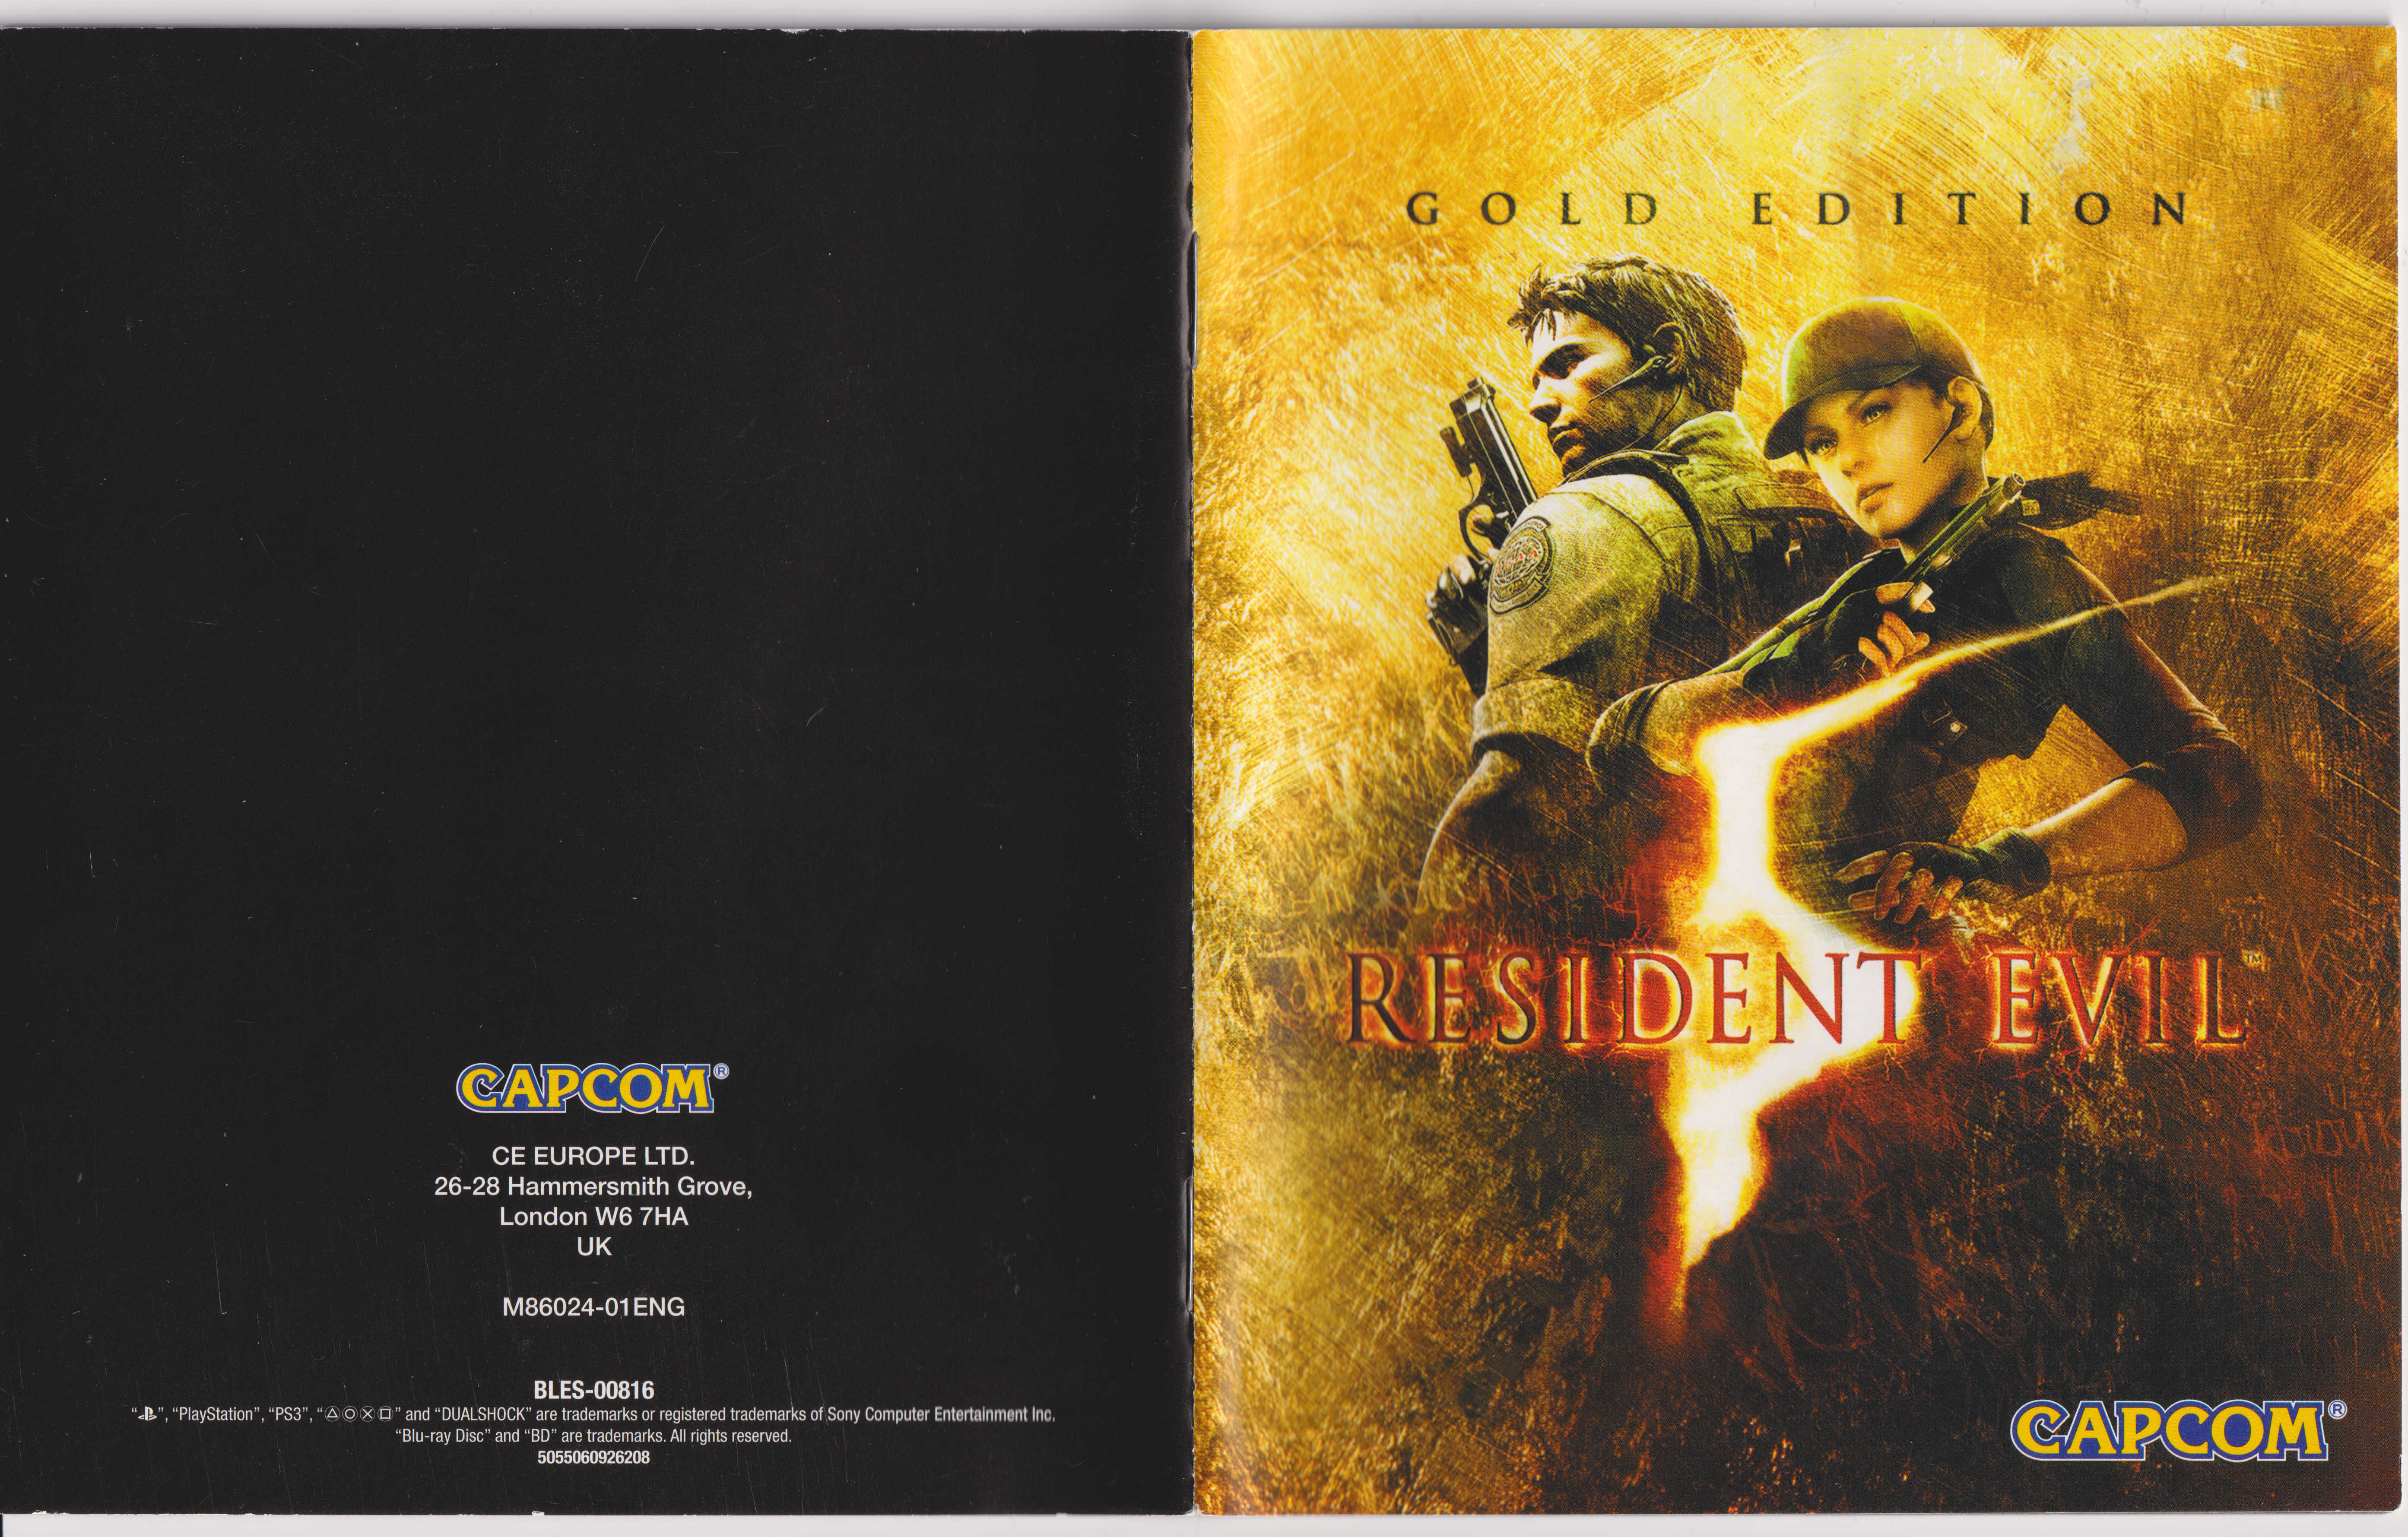 CAPCOM®
CE EUROPE LTD.
26-28 Hammersmith Grove,
London W6 7HA
UK
M86024-01ENG
BLES-00816
“”, “PlayStation”, “PS3”, “△○×□” and “DUALSHOCK” are trademarks or registered trademarks of Sony Computer Entertainment Inc.
“Blu-ray Disc” and “BD” are trademarks. All rights reserved.
5055060926208
GOLD EDITION
RESIDENT EVIL™
5
CAPCOM®